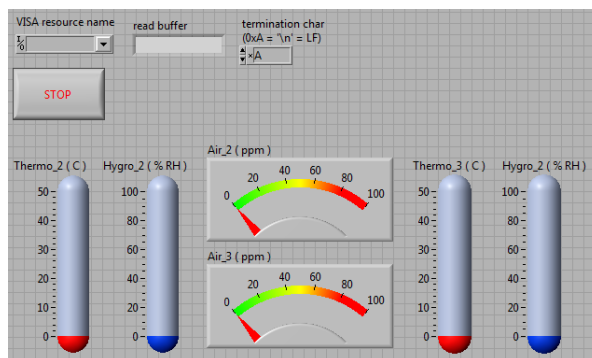 VISA resource name
read buffer
termination char
(0xA = '\n' = LF)
I/O
×A
STOP
Thermo_2 ( C )
Hygro_2 ( % RH )
Air_2 ( ppm )
Thermo_3 ( C )
Hygro_2 ( % RH )
50
40
30
20
10
0
100
80
60
40
20
0
0
20
40
60
80
100
Air_3 ( ppm )
0
20
40
60
80
100
50
40
30
20
10
0
100
80
60
40
20
0